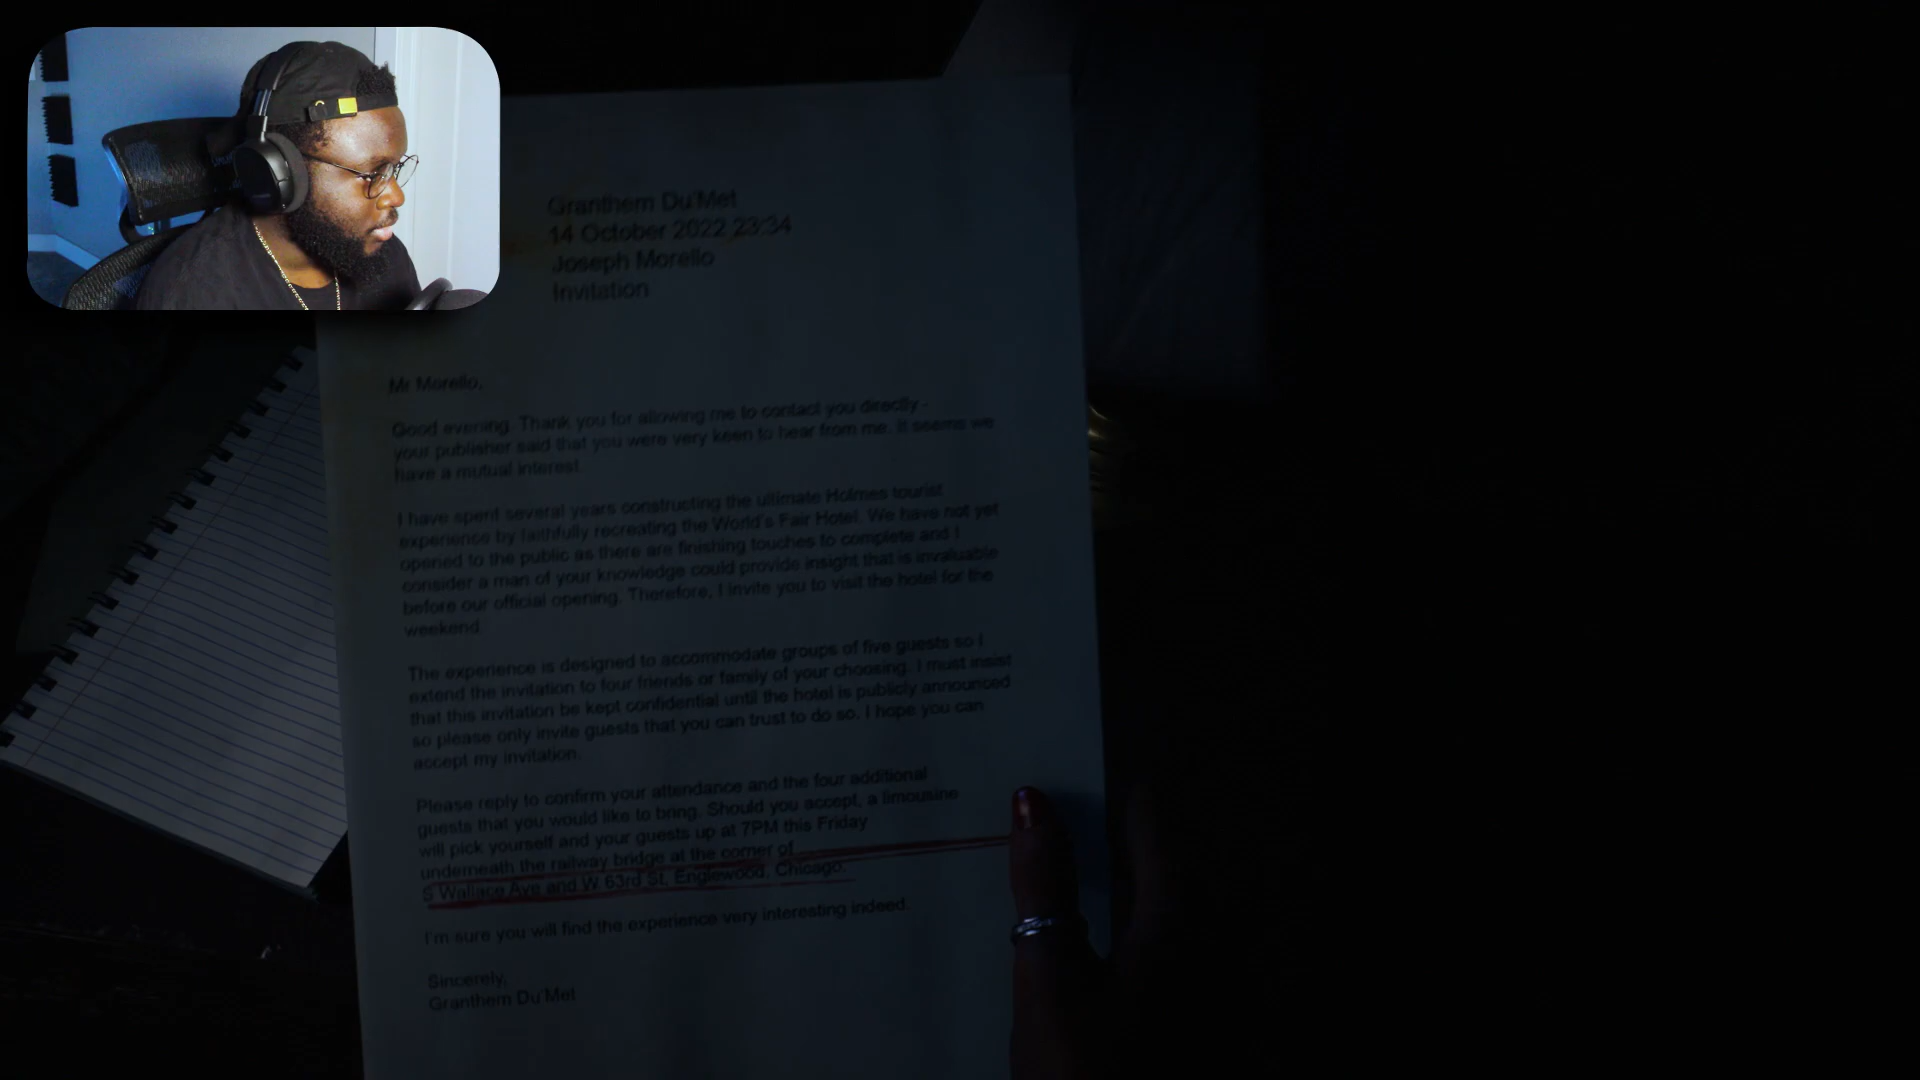 Granthem Du'Met
14 October 2022 23:34
Joseph Morello
Invitation
Mr Morello,
Good evening. Thank you for allowing me to contact you directly -
your publisher said that you were very keen to hear from me. It seems we
have a mutual interest.
I have spent several years constructing the ultimate Holmes tourist
experience by faithfully recreating the World's Fair Hotel. We have not yet
opened to the public as there are finishing touches to complete and I
consider a man of your knowledge could provide insight that is invaluable
before our official opening. Therefore, I invite you to visit the hotel for the
weekend.
The experience is designed to accommodate groups of five guests so I
extend the invitation to four friends or family of your choosing. I must insist
that this invitation be kept confidential until the hotel is publicly announced
so please only invite guests that you can trust to do so. I hope you can
accept my invitation.
Please reply to confirm your attendance and the four additional
guests that you would like to bring. Should you accept, a limousine
will pick yourself and your guests up at 7PM this Friday
underneath the railway bridge at the corner of
S Wallace Ave and W 63rd St, Englewood, Chicago.
I'm sure you will find the experience very interesting indeed.
Sincerely,
Granthem Du'Met